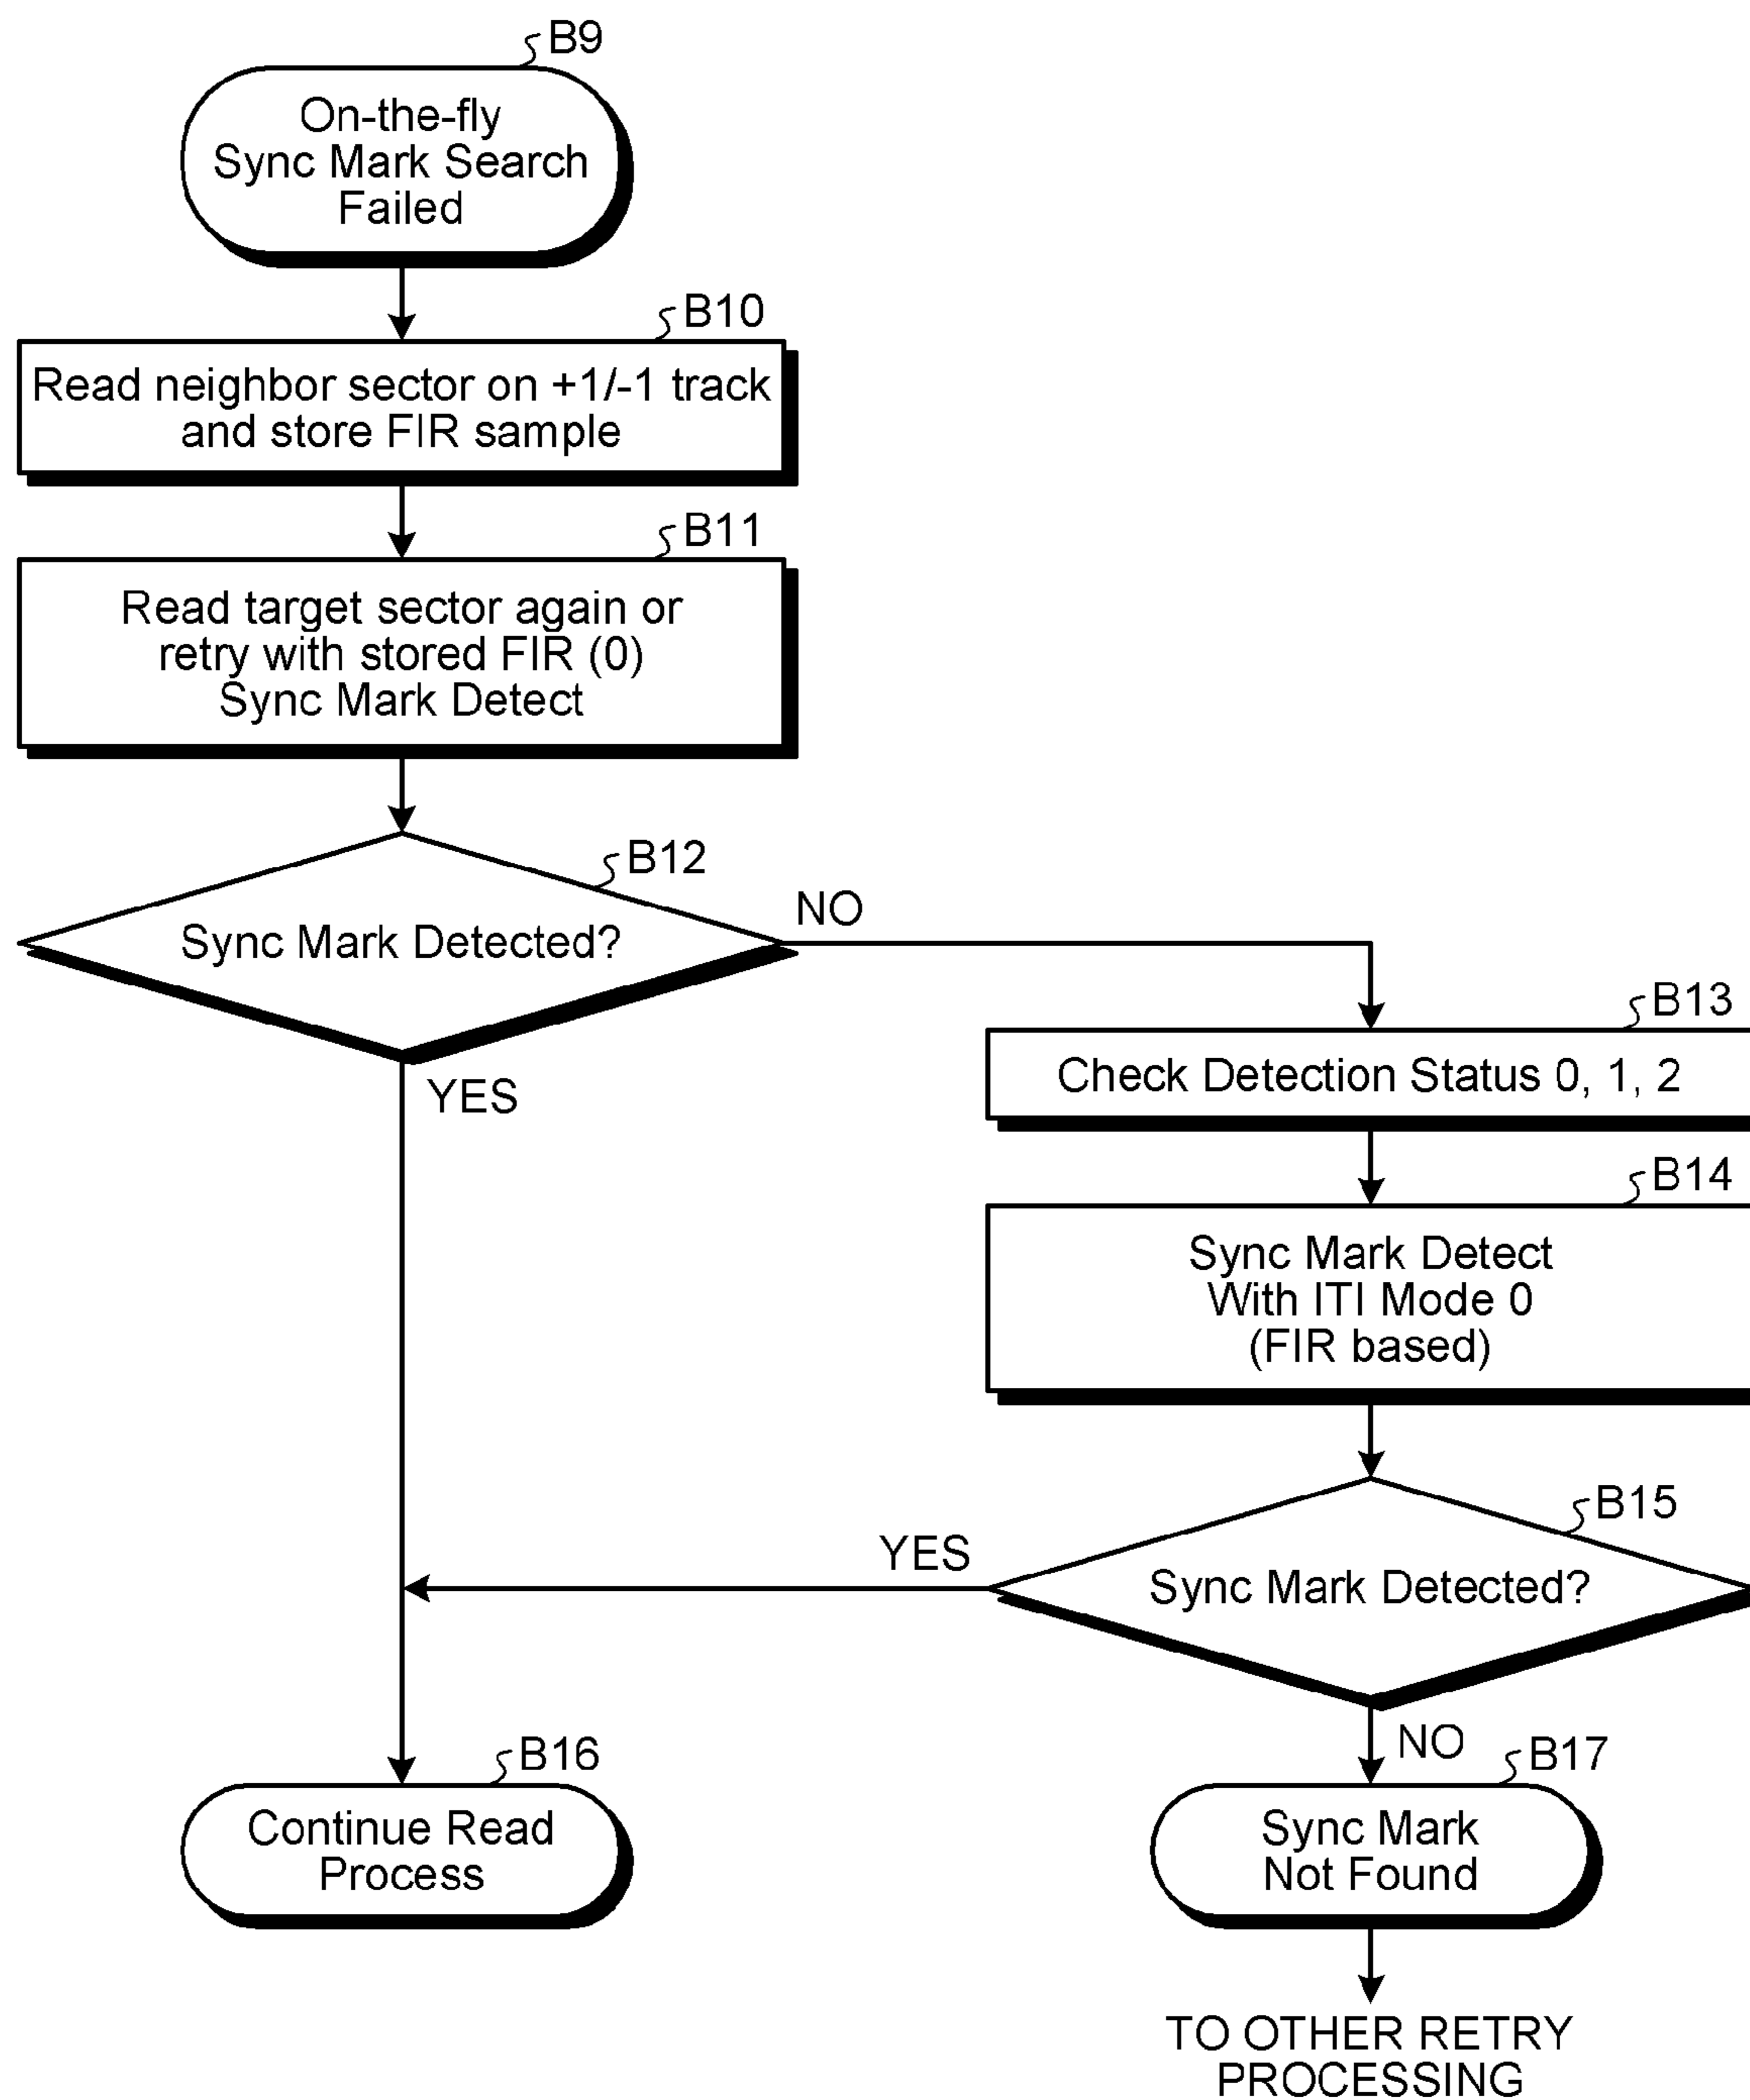 B9
On-the-fly
Sync Mark Search
Failed
B10
Read neighbor sector on +1/-1 track
and store FIR sample
B11
Read target sector again or
retry with stored FIR (0)
Sync Mark Detect
B12
Sync Mark Detected?
NO
YES
B13
Check Detection Status 0, 1, 2
B14
Sync Mark Detect
With ITI Mode 0
(FIR based)
B15
YES
Sync Mark Detected?
NO
B16
Continue Read
Process
B17
Sync Mark
Not Found
TO OTHER RETRY
PROCESSING